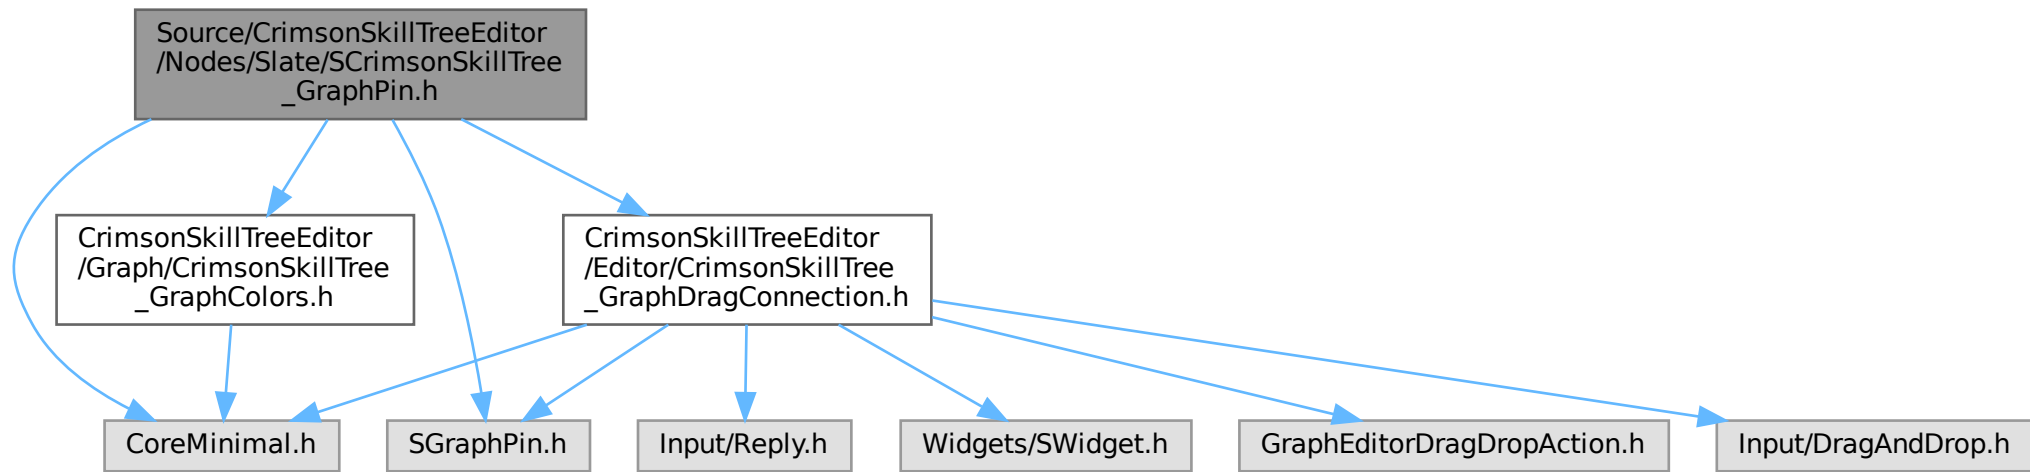 Source/CrimsonSkillTreeEditor
/Nodes/Slate/SCrimsonSkillTree
_GraphPin.h
CrimsonSkillTreeEditor
/Graph/CrimsonSkillTree
_GraphColors.h
CrimsonSkillTreeEditor
/Editor/CrimsonSkillTree
_GraphDragConnection.h
CoreMinimal.h
SGraphPin.h
Input/Reply.h
Widgets/SWidget.h
GraphEditorDragDropAction.h
Input/DragAndDrop.h